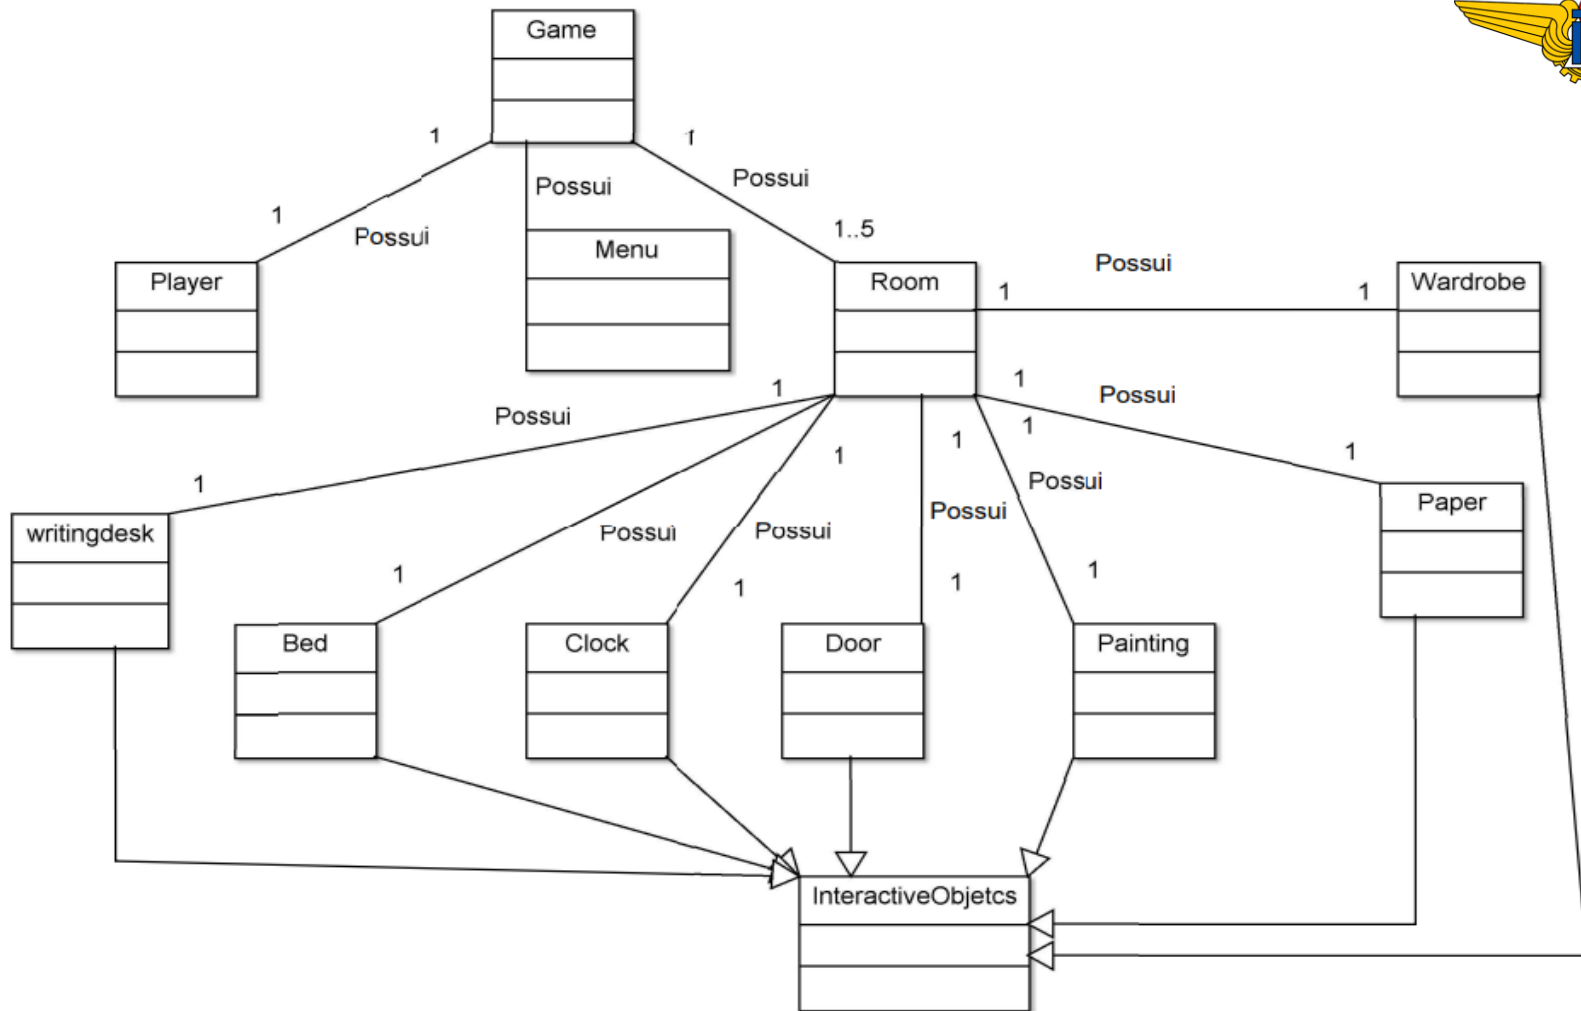 Game
1
1
Possui
Possui
1
Possui
1..5
Menu
Player
Room
Possui
1
1
Wardrobe
1
Possui
1
1
Possui
1
1
Possui
1
1
1
Possui
Possui
Possui
Possui
writingdesk
Paper
1
1
1
1
Bed
Clock
Door
Painting
InteractiveObjetcs